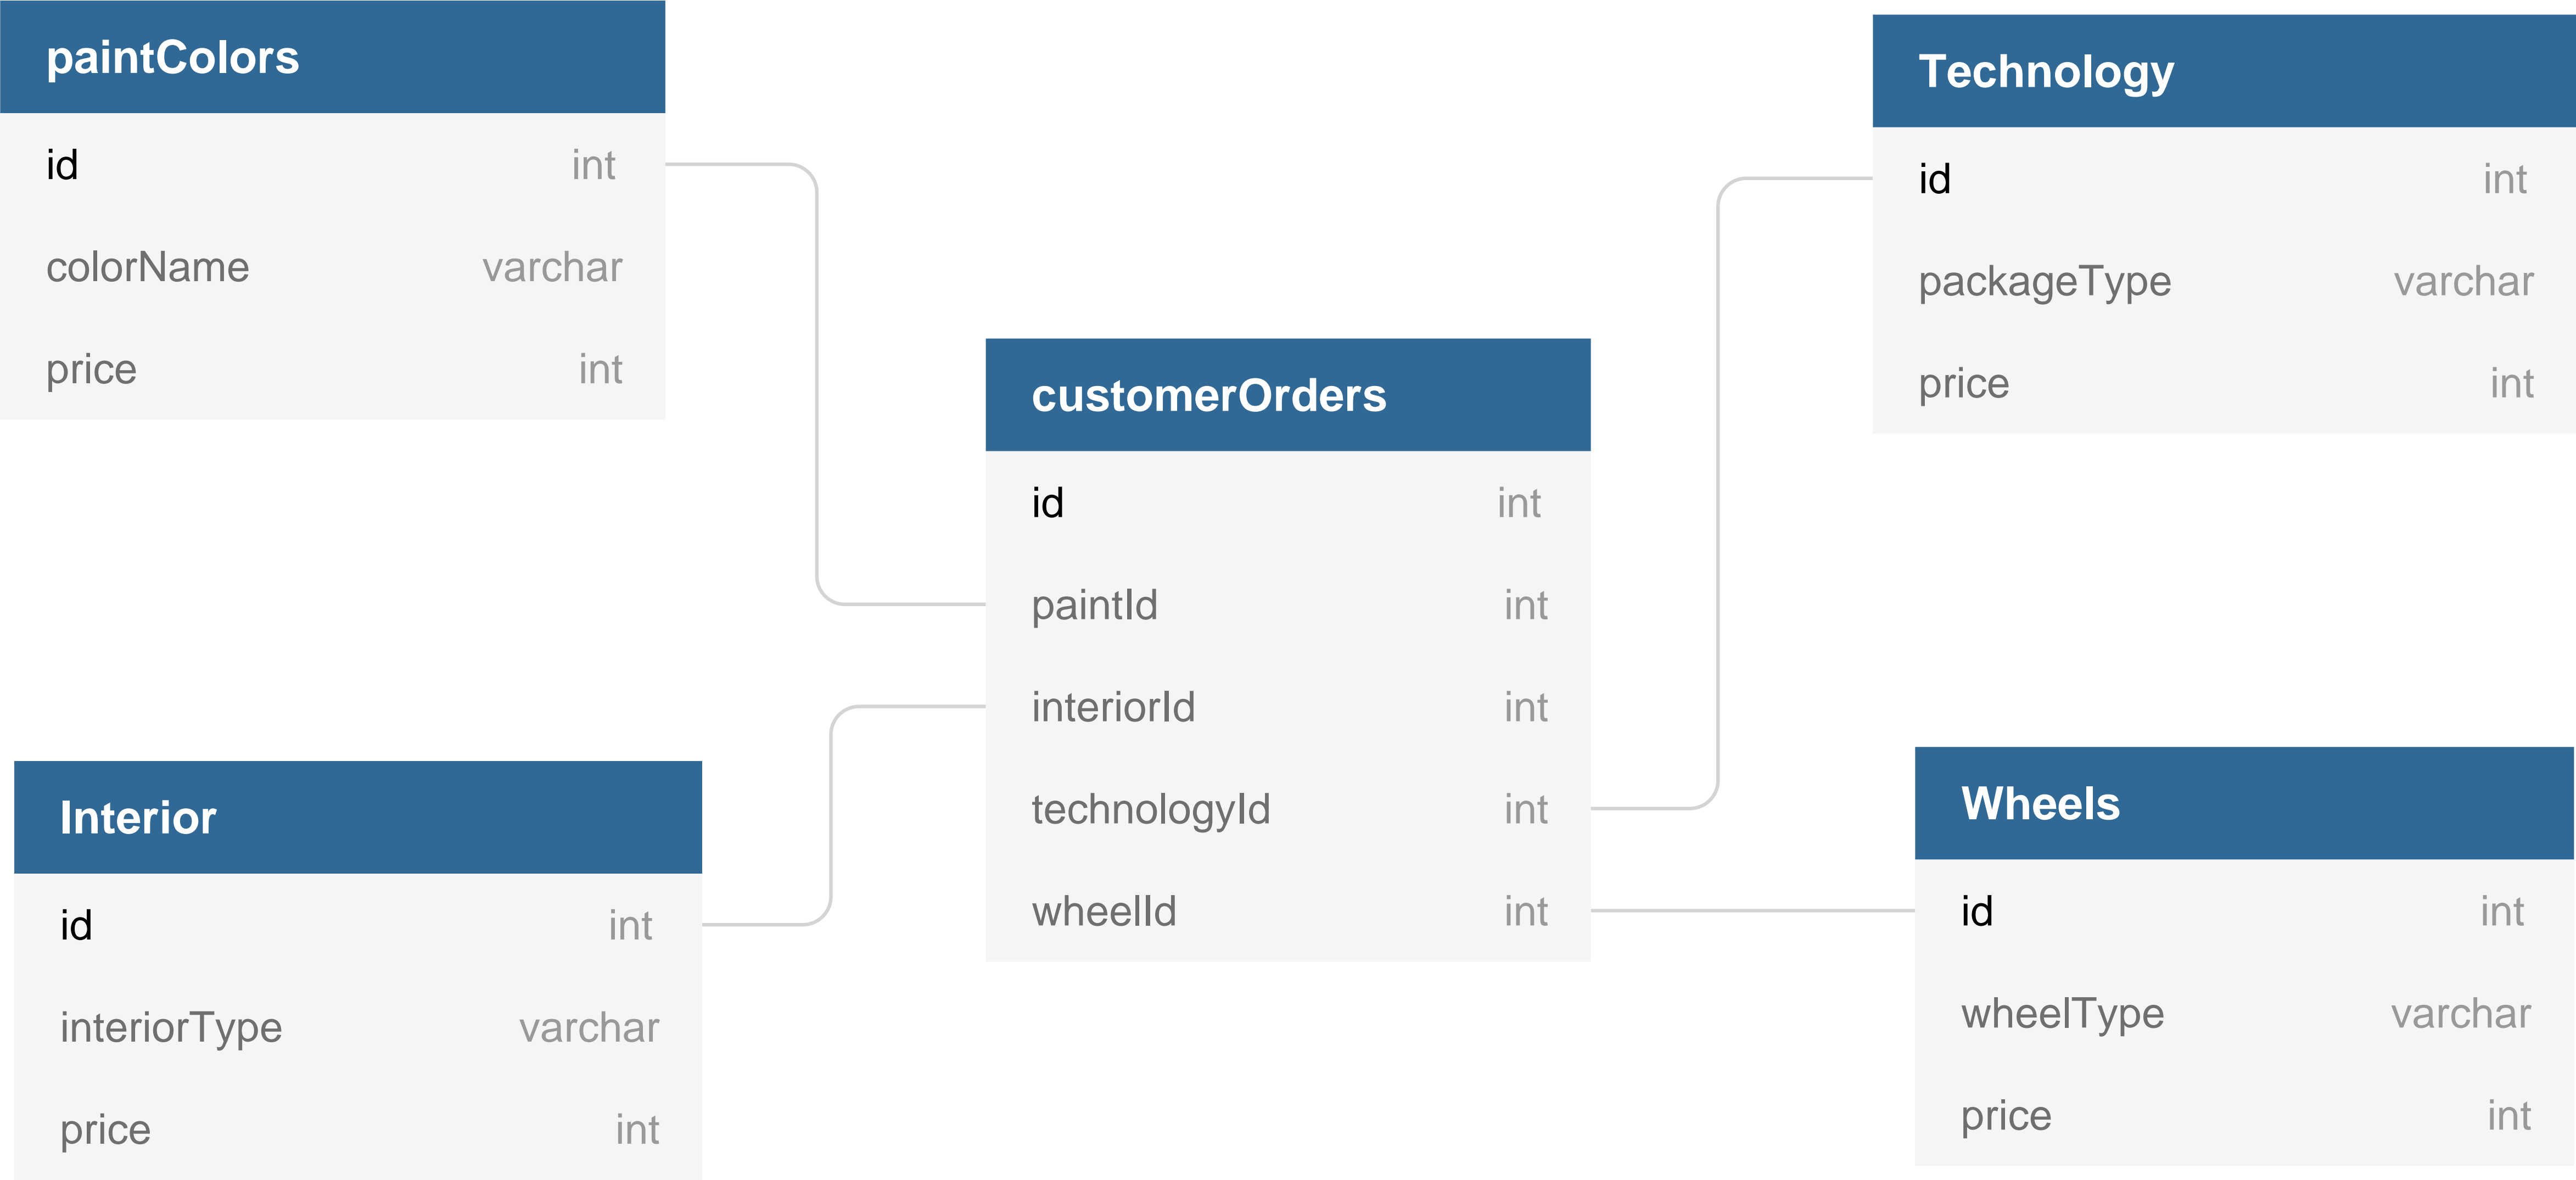 paintColors
id int
colorName varchar
price int
Technology
id int
packageType varchar
price int
customerOrders
id int
paintId int
interiorId int
technologyId int
wheelId int
Interior
id int
interiorType varchar
price int
Wheels
id int
wheelType varchar
price int